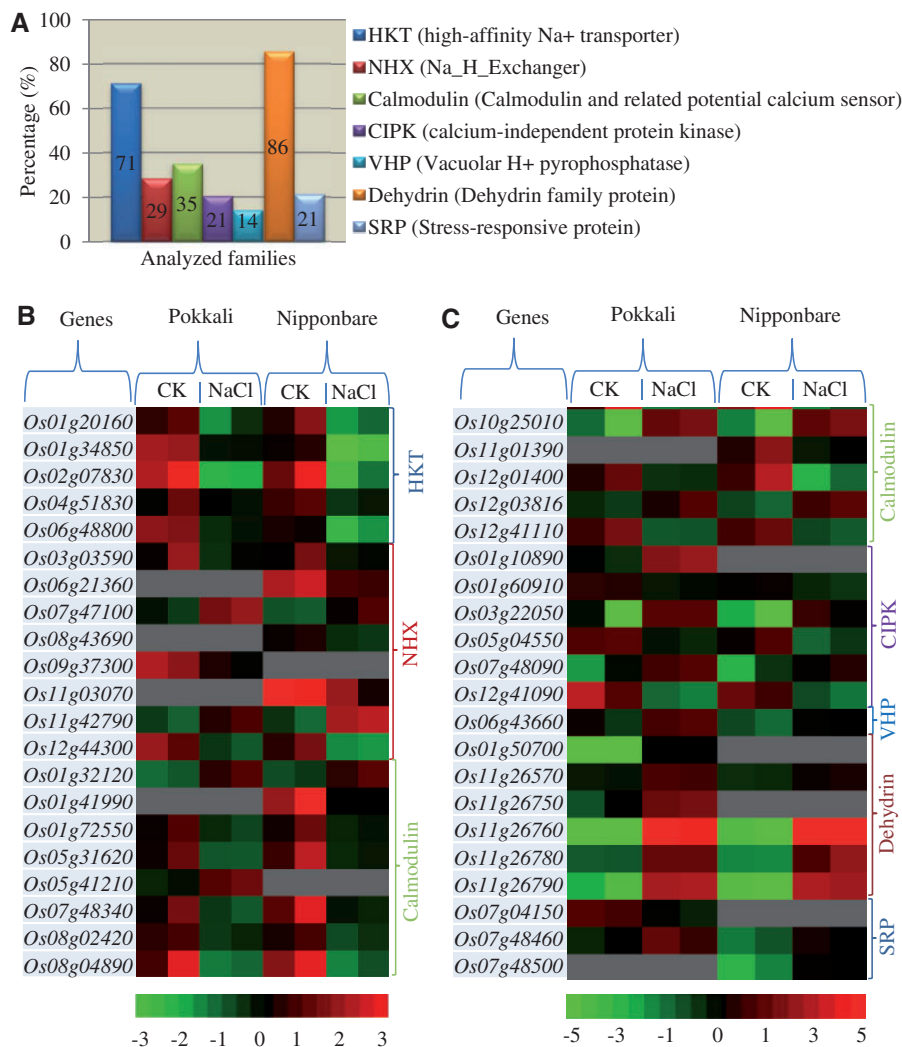 A
Percentage (%)
100
80
60
40
20
0
71
29
35
21
14
86
21
Analyzed families
HKT (high-affinity Na+ transporter)
NHX (Na_H_Exchanger)
Calmodulin (Calmodulin and related potential calcium sensor)
CIPK (calcium-independent protein kinase)
VHP (Vacuolar H+ pyrophosphatase)
Dehydrin (Dehydrin family protein)
SRP (Stress-responsive protein)
B
Genes Pokkali Nipponbare
CK NaCl CK NaCl
Os01g20160
Os01g34850
Os02g07830
Os04g51830
Os06g48800
Os03g03590
Os06g21360
Os07g47100
Os08g43690
Os09g37300
Os11g03070
Os11g42790
Os12g44300
Os01g32120
Os01g41990
Os01g72550
Os05g31620
Os05g41210
Os07g48340
Os08g02420
Os08g04890
HKT
NHX
Calmodulin
-3 -2 -1 0 1 2 3
C
Genes Pokkali Nipponbare
CK NaCl CK NaCl
Os10g25010
Os11g01390
Os12g01400
Os12g03816
Os12g41110
Os01g10890
Os01g60910
Os03g22050
Os05g04550
Os07g48090
Os12g41090
Os06g43660
Os01g50700
Os11g26570
Os11g26750
Os11g26760
Os11g26780
Os11g26790
Os07g04150
Os07g48460
Os07g48500
Calmodulin
CIPK
VHP
Dehydrin
SRP
-5 -3 -1 0 1 3 5